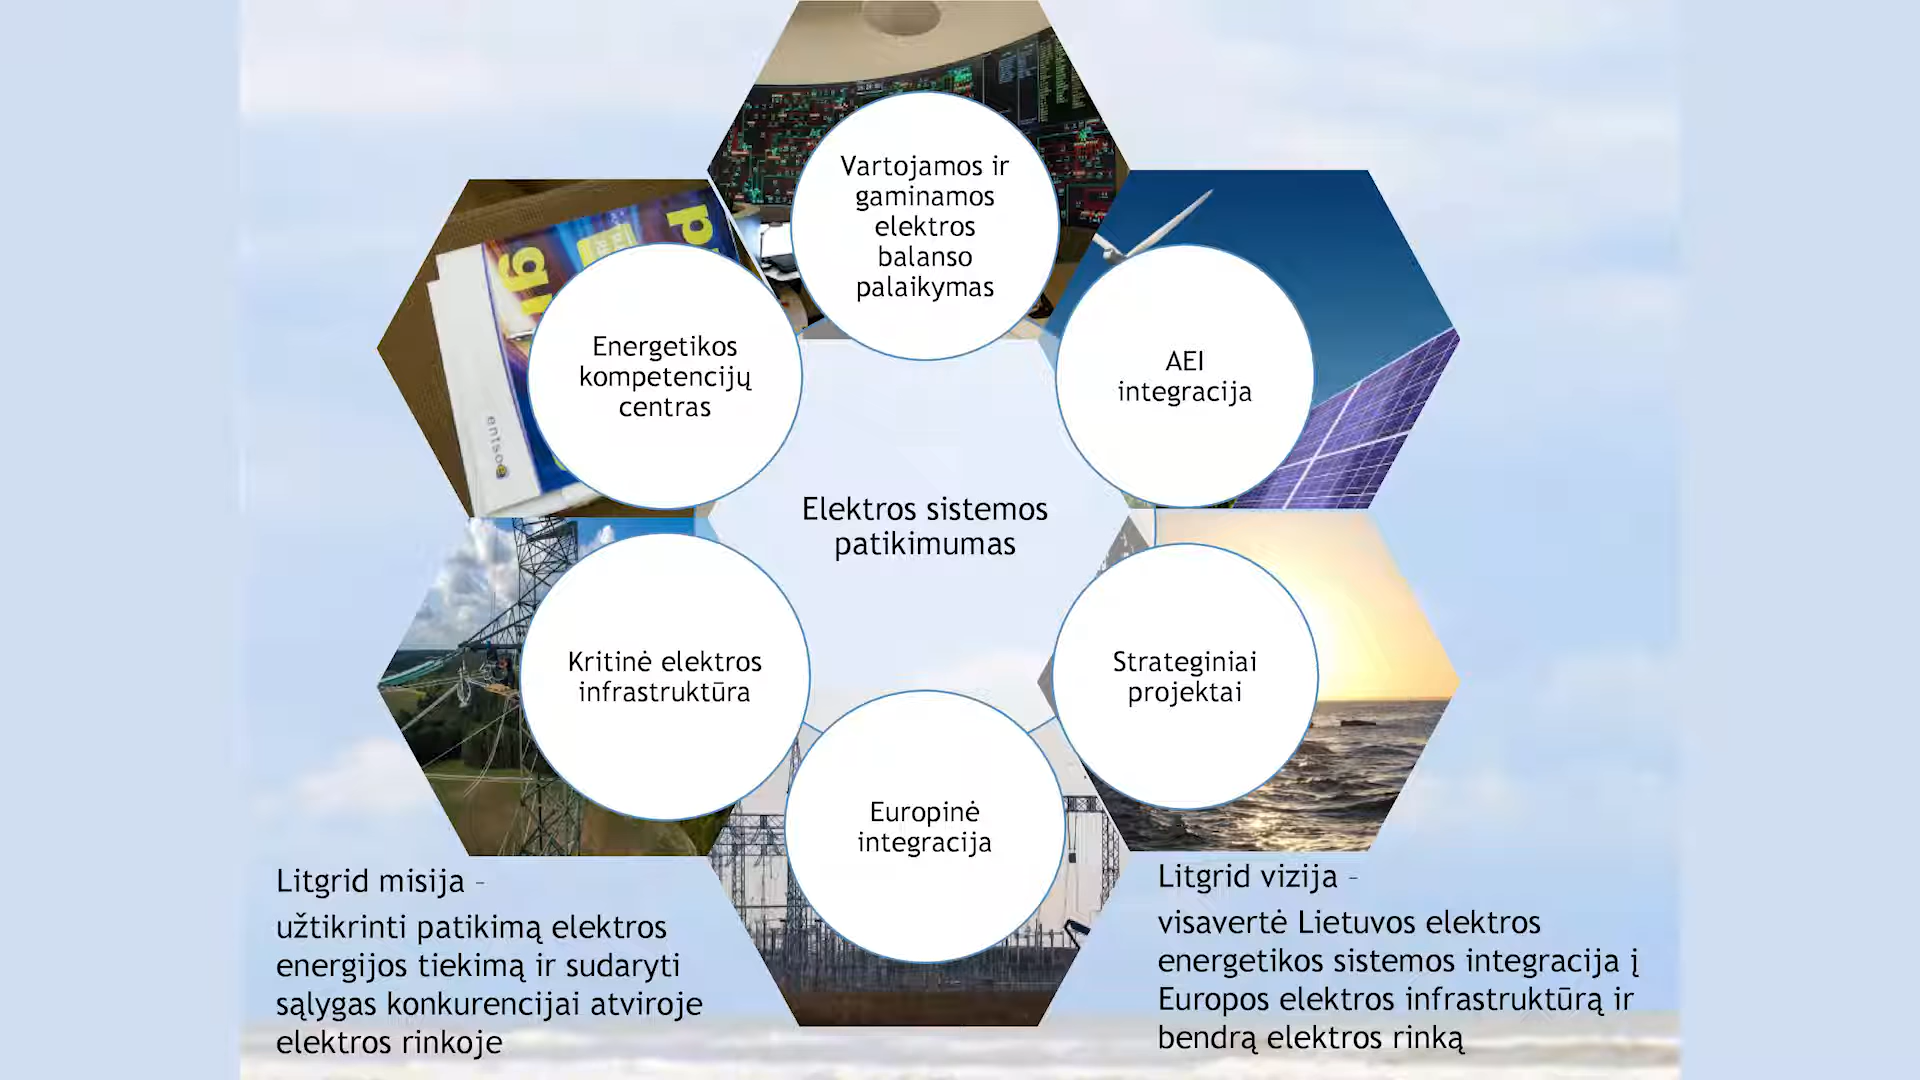 Vartojamos ir
gaminamos
elektros
balanso
palaikymas
Energetikos
kompetencijų
centras
AEI
integracija
entso
Elektros sistemos
patikimumas
Kritinė elektros
infrastruktūra
Strateginiai
projektai
Europinė
integracija
Litgrid misija –
užtikrinti patikimą elektros
energijos tiekimą ir sudaryti
sąlygas konkurencijai atviroje
elektros rinkoje
Litgrid vizija –
visavertė Lietuvos elektros
energetikos sistemos integracija į
Europos elektros infrastruktūrą ir
bendrą elektros rinką